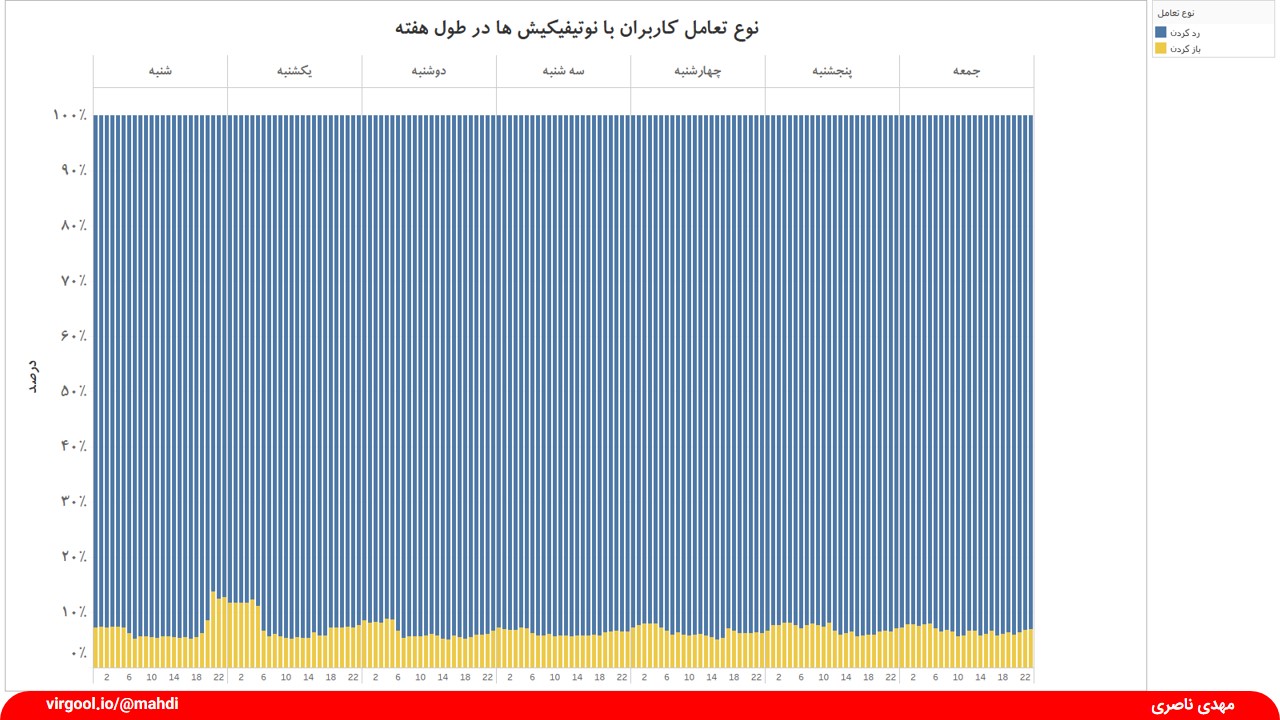 نوع تعامل کاربران با نوتیفیکیش ها در طول هفته
نوع تعامل
رد کردن
باز کردن
شنبه یکشنبه دوشنبه سه شنبه چهارشنبه پنجشنبه جمعه
۱۰۰٪
۹۰٪
۸۰٪
۷۰٪
۶۰٪
۵۰٪
۴۰٪
۳۰٪
۲۰٪
۱۰٪
۰٪
درصد
2 6 10 14 18 22 2 6 10 14 18 22 2 6 10 14 18 22 2 6 10 14 18 22 2 6 10 14 18 22 2 6 10 14 18 22 2 6 10 14 18 22
virgool.io/@mahdi
مهدی ناصری